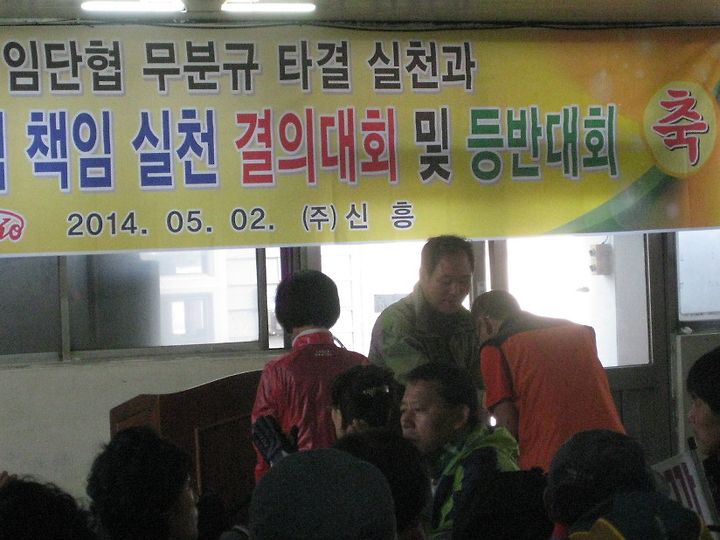 임단협 무분규 타결 실천과
책임 실천 결의대회 및 등반대회
축
2014. 05. 02. (주)신 흥